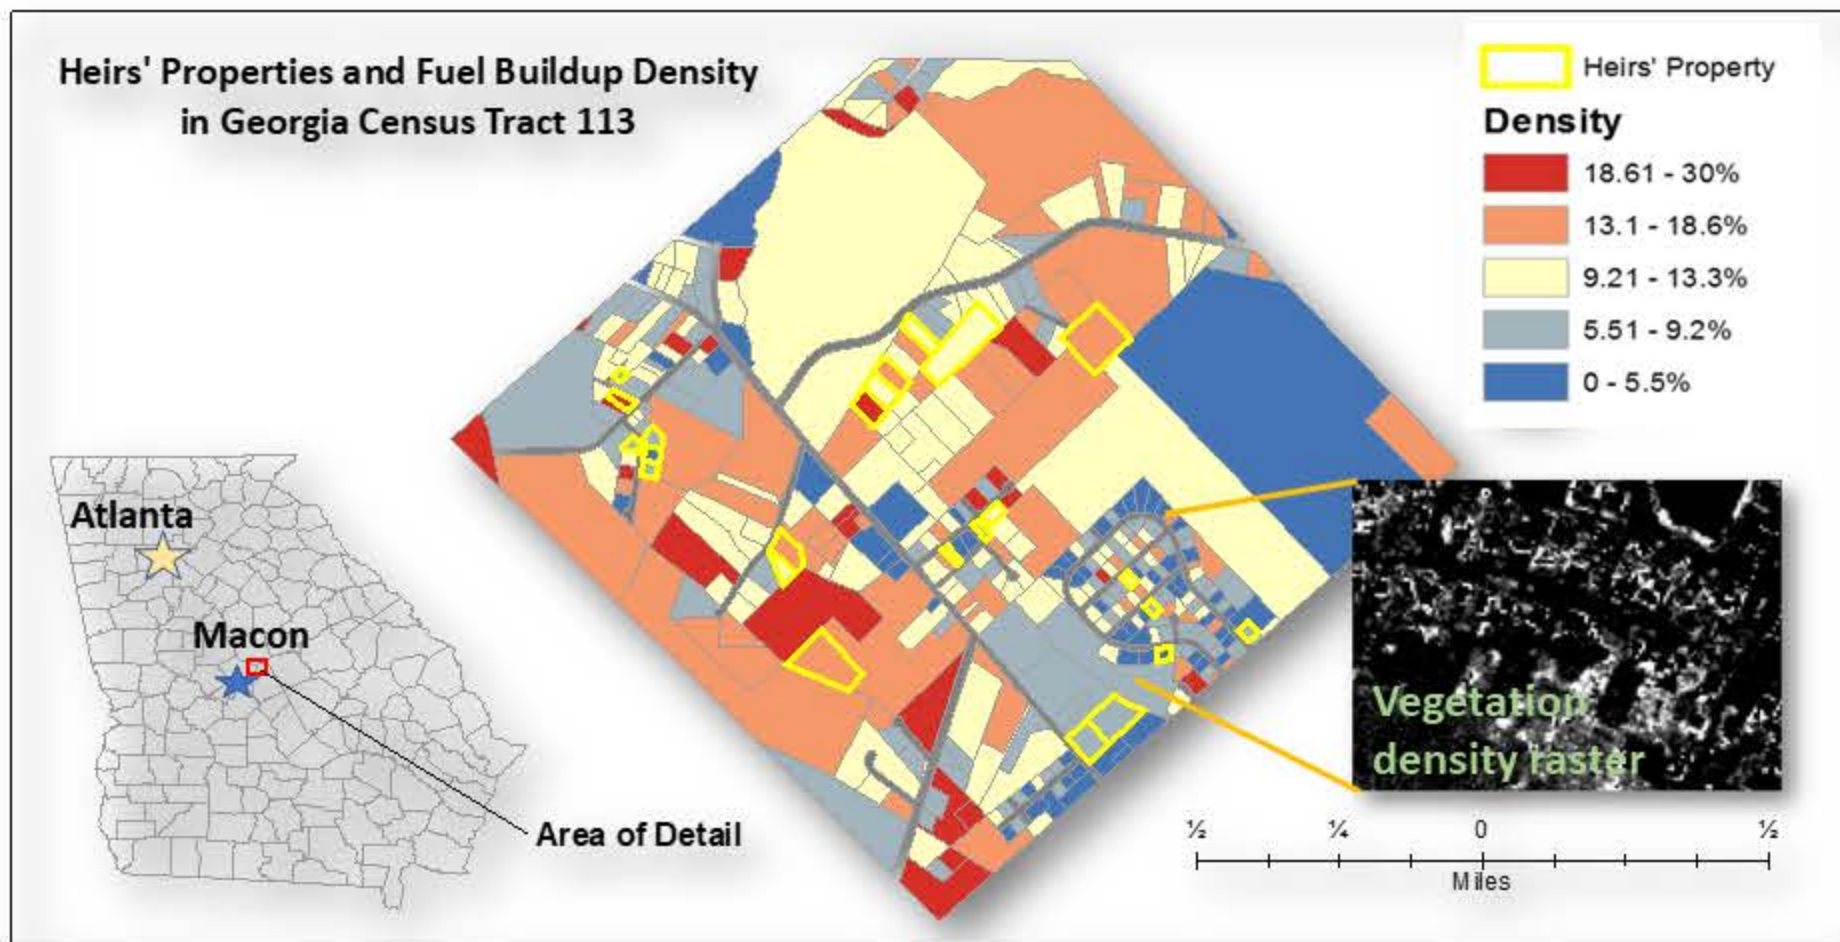 Heirs' Properties and Fuel Buildup Density
in Georgia Census Tract 113
Heirs' Property
Density
18.61 - 30%
13.1 - 18.6%
9.21 - 13.3%
5.51 - 9.2%
0 - 5.5%
Atlanta
Macon
Area of Detail
Vegetation
density raster
½ ¼ 0 ½
Miles